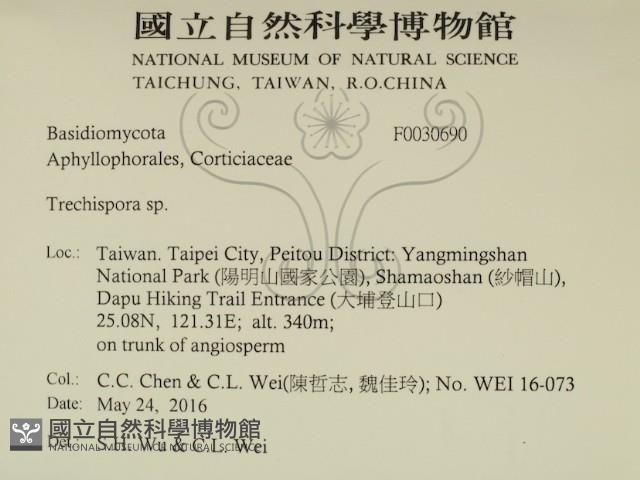 國立自然科學博物館
NATIONAL MUSEUM OF NATURAL SCIENCE
TAICHUNG, TAIWAN, R.O.CHINA
Basidiomycota F0030690
Aphyllophorales, Corticiaceae
Trechispora sp.
Loc.: Taiwan. Taipei City, Peitou District: Yangmingshan
National Park (陽明山國家公園), Shamaoshan (紗帽山),
Dapu Hiking Trail Entrance (大埔登山口)
25.08N, 121.31E; alt. 340m;
on trunk of angiosperm
Col.: C.C. Chen & C.L. Wei(陳哲志, 魏佳玲); No. WEI 16-073
Date: May 24, 2016
國立自然科學博物館
NATIONAL MUSEUM OF NATURAL SCIENCE
Det. & C.L. Wei